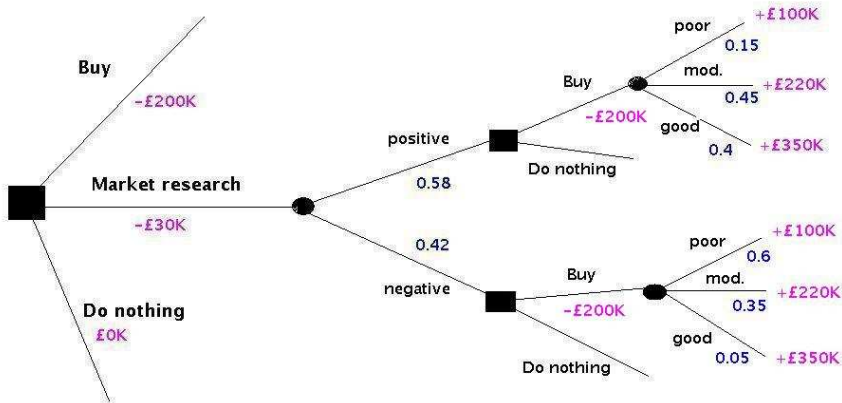 Buy
−£200K
Market research
−£30K
Do nothing
£0K
positive
0.58
0.42
negative
Buy
−£200K
Do nothing
poor
+£100K
0.15
mod.
+£220K
0.45
good
0.4
+£350K
Buy
−£200K
Do nothing
poor
+£100K
0.6
mod.
+£220K
0.35
good
0.05
+£350K